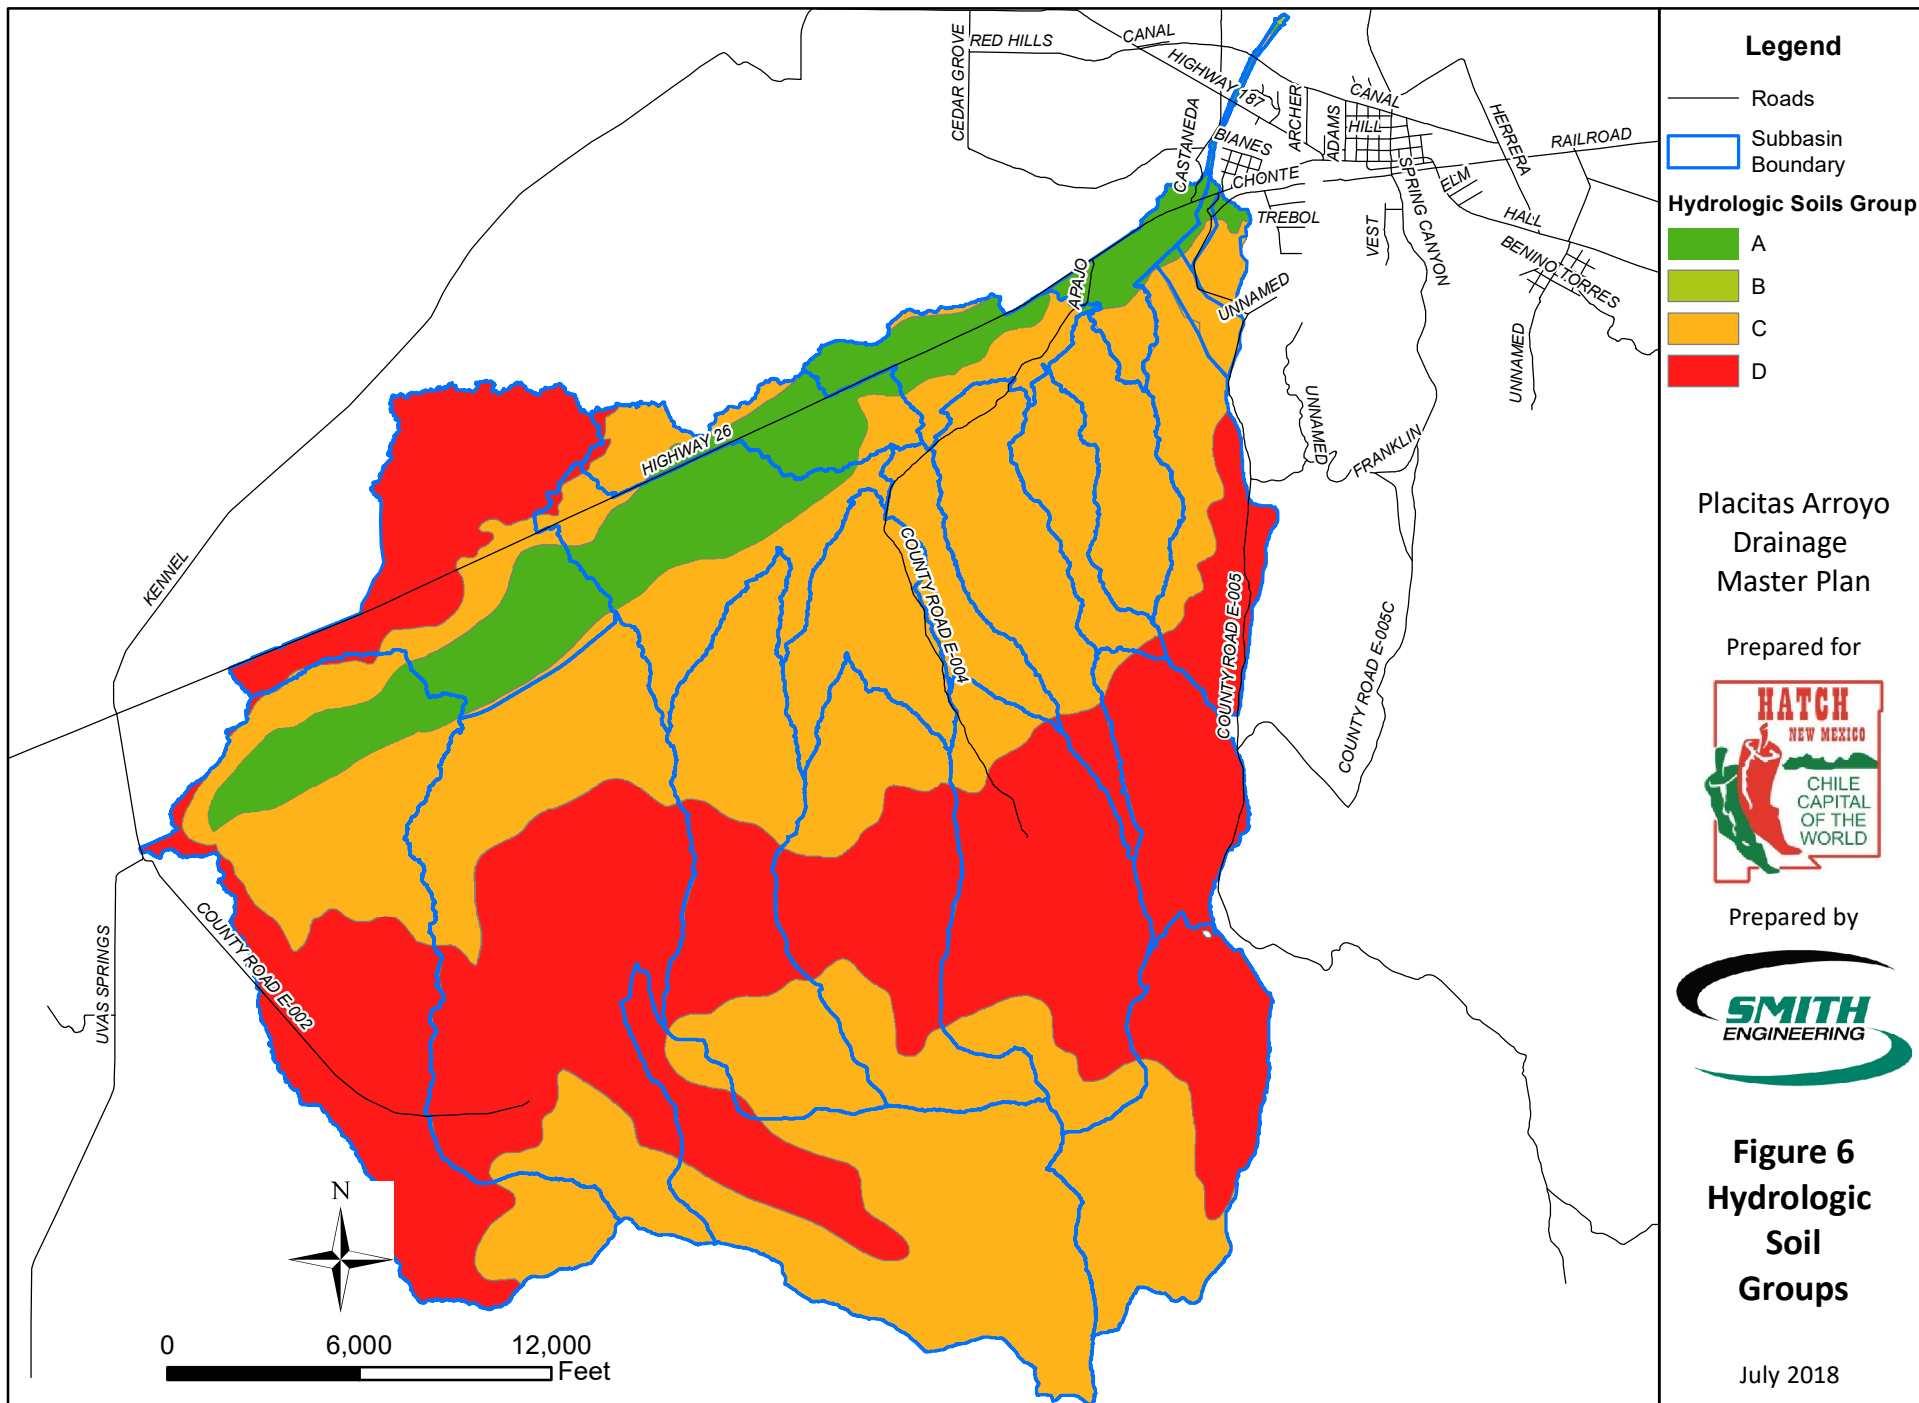 CEDAR GROVE
RED HILLS
CANAL
HIGHWAY 187
CASTANEDA
BIANES
ARCHER
ADAMS
HILL
CANAL
HERRERA
RAILROAD
CHONTE
TREBOL
VEST
SPRING CANYON
ELM
HALL
BENINO TORRES
UNNAMED
APAJO
UNNAMED
UNNAMED
FRANKLIN
HIGHWAY 26
KENNEL
COUNTY ROAD E-004
COUNTY ROAD E-005
COUNTY ROAD E-005C
COUNTY ROAD E-002
UVAS SPRINGS
N
0 6,000 12,000
Feet
Legend
Roads
Subbasin
Boundary
Hydrologic Soils Group
A
B
C
D
Placitas Arroyo
Drainage
Master Plan
Prepared for
HATCH
NEW MEXICO
CHILE
CAPITAL
OF THE
WORLD
Prepared by
SMITH
ENGINEERING
Figure 6
Hydrologic
Soil
Groups
July 2018